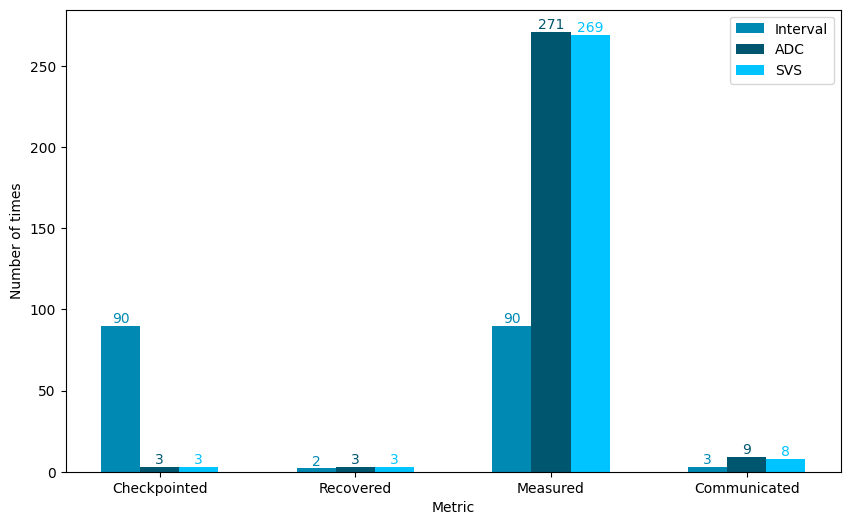 Interval
ADC
SVS
Number of times
250
200
150
100
50
0
90
3
3
2
3
3
90
271
269
3
9
8
Checkpointed
Recovered
Measured
Communicated
Metric